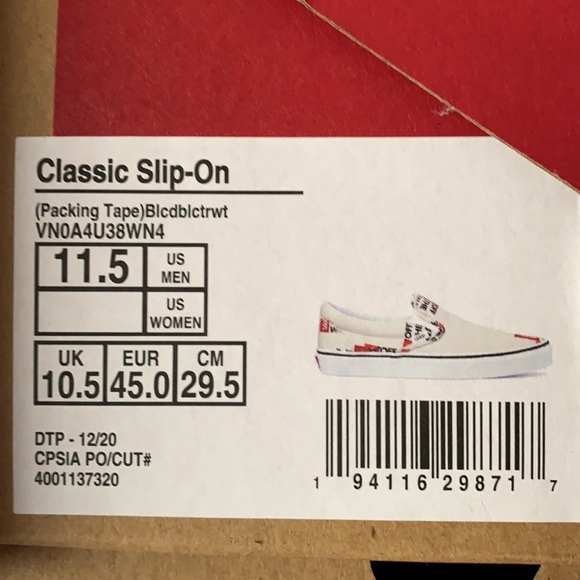 Classic Slip-On
(Packing Tape)Blcdblctrwt
VN0A4U38WN4
11.5 US MEN
US WOMEN
UK EUR CM
10.5 45.0 29.5
DTP - 12/20
CPSIA PO/CUT#
4001137320
1 94116 29871 7